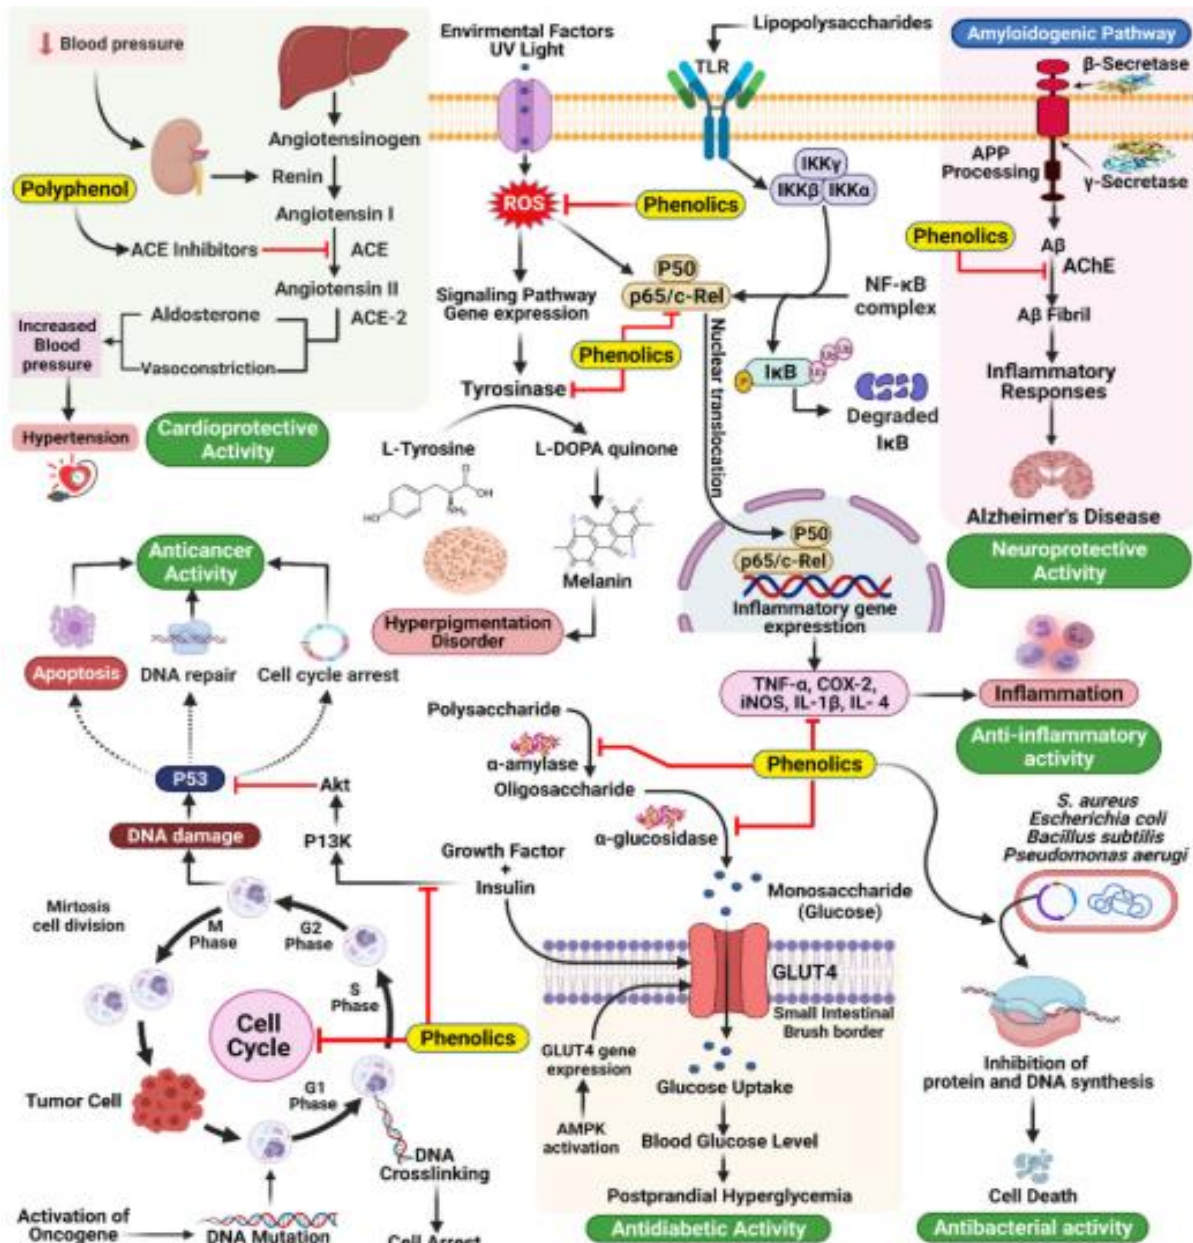 Blood pressure
Angiotensinogen
Renin
Polyphenol
Angiotensin I
ACE Inhibitors
ACE
Angiotensin II
Aldosterone
ACE-2
Increased
Blood
pressure
Vasoconstriction
Hypertension
Cardioprotective
Activity
Envirmental Factors
UV Light
ROS
Phenolics
Signaling Pathway
Gene expression
Phenolics
Tyrosinase
L-Tyrosine
L-DOPA quinone
O
OH
NH₂
HO
Melanin
Hyperpigmentation
Disorder
Lipopolysaccharides
TLR
IKKγ
IKKβ
IKKα
P50
p65/c-Rel
NF-κB
complex
Nuclear translocation
P
IκB
Ub
Ub
Ub
Degraded
IκB
P50
p65/c-Rel
Inflammatory gene
expresstion
TNF-α, COX-2,
iNOS, IL-1β, IL- 4
Inflammation
Anti-inflammatory
activity
Amyloidogenic Pathway
β-Secretase
APP
Processing
γ-Secretase
Phenolics
Aβ
AChE
Aβ Fibril
Inflammatory
Responses
Alzheimer's Disease
Neuroprotective
Activity
Anticancer
Activity
Apoptosis
DNA repair
Cell cycle arrest
P53
Akt
DNA damage
P13K
Growth Factor
+
Insulin
Mirtosis
cell division
M
Phase
G2
Phase
S
Phase
Cell
Cycle
Phenolics
G1
Phase
Tumor Cell
DNA
Crosslinking
Activation of
Oncogene
DNA Mutation
Cell Arrest
Polysaccharide
α-amylase
Oligosaccharide
α-glucosidase
Phenolics
Monosaccharide
(Glucose)
GLUT4
Small Intestinal
Brush border
GLUT4 gene
expression
AMPK
activation
Glucose Uptake
Blood Glucose Level
Postprandial Hyperglycemia
Antidiabetic Activity
S. aureus
Escherichia coli
Bacillus subtilis
Pseudomonas aerugi
Inhibition of
protein and DNA synthesis
Cell Death
Antibacterial activity